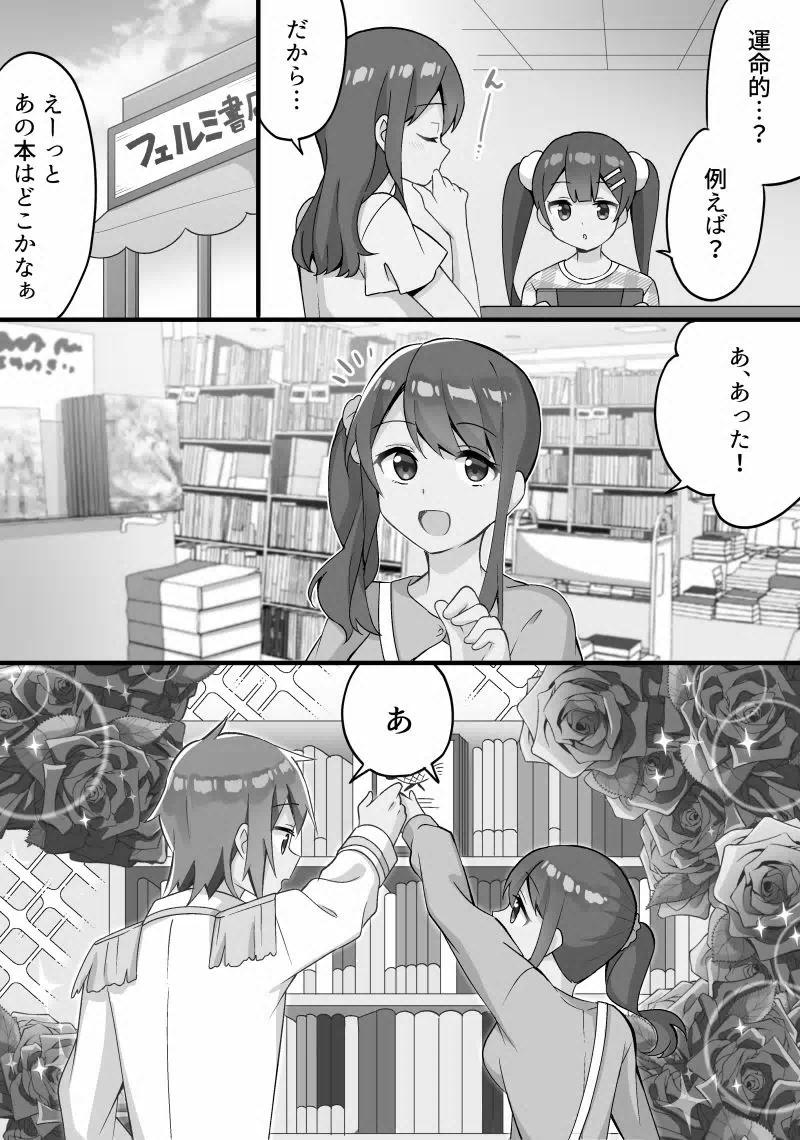 運命的…?
例えば?
んー…
だから…
フェルミ書店
えーっと
あの本はどこかなぁ
あ、あった!
あ